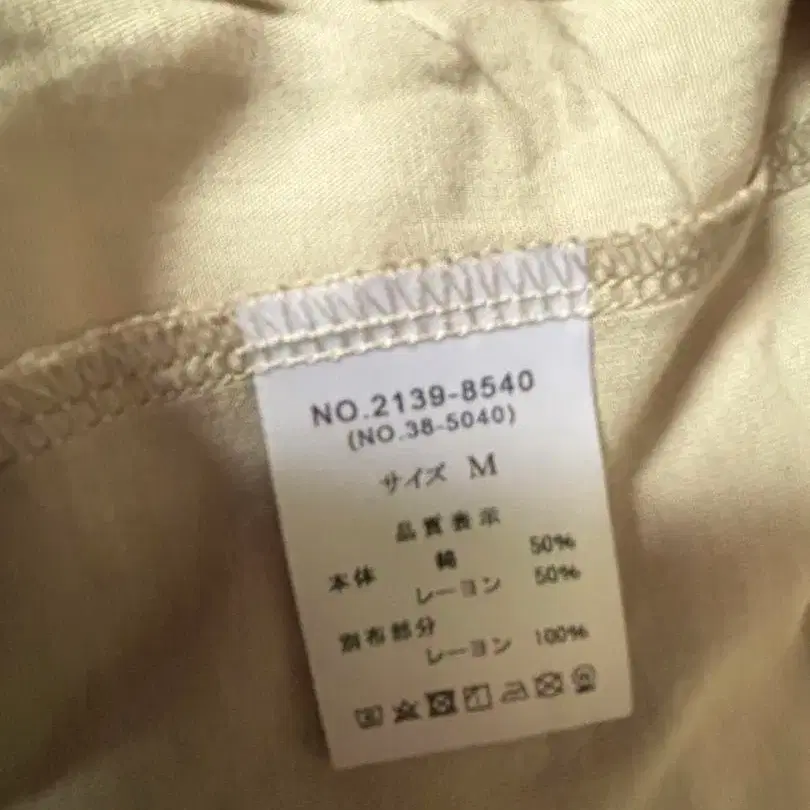 NO.2139-8540
(NO.38-5040)
サイズ M
品質表示
本体 綿 50%
レーヨン 50%
別布部分
レーヨン 100%